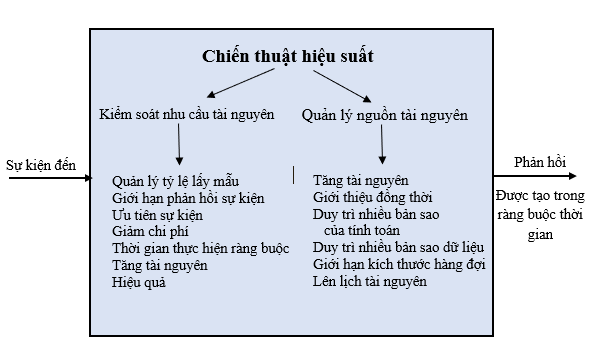 Chiến thuật hiệu suất
Kiểm soát nhu cầu tài nguyên
Quản lý nguồn tài nguyên
Sự kiện đến
Quản lý tỷ lệ lấy mẫu
Giới hạn phản hồi sự kiện
Ưu tiên sự kiện
Giảm chi phí
Thời gian thực hiện ràng buộc
Tăng tài nguyên
Hiệu quả
Tăng tài nguyên
Giới thiệu đồng thời
Duy trì nhiều bản sao
của tính toán
Duy trì nhiều bản sao dữ liệu
Giới hạn kích thước hàng đợi
Lên lịch tài nguyên
Phản hồi
Được tạo trong
ràng buộc thời
gian